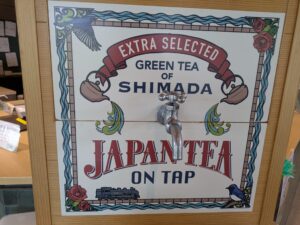 EXTRA SELECTED
GREEN TEA
OF
SHIMADA
JAPAN TEA
ON TAP